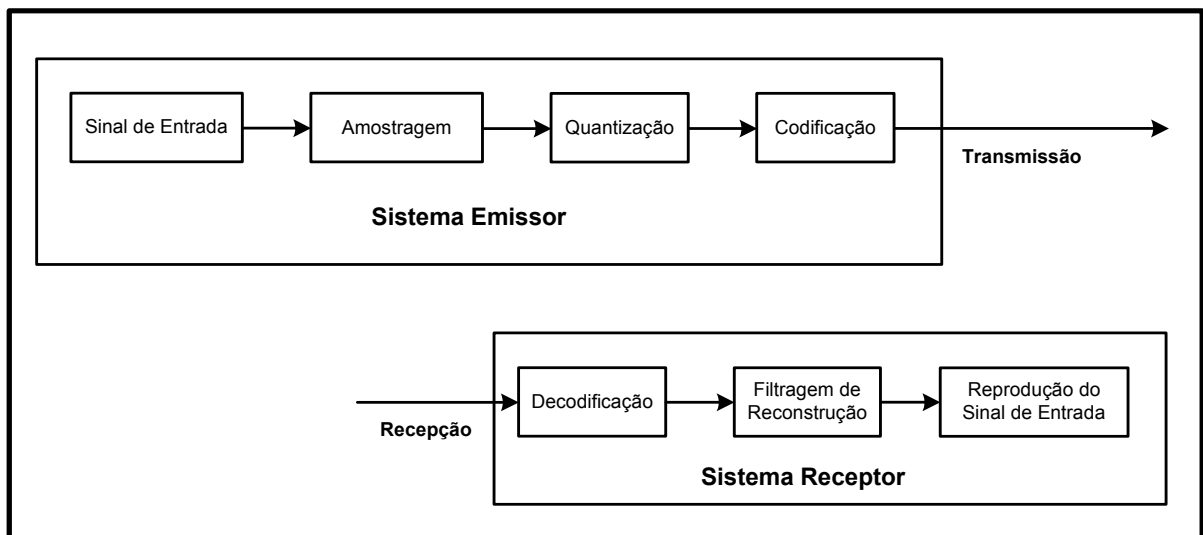 Sinal de Entrada
Amostragem
Quantização
Codificação
Transmissão
Sistema Emissor
Recepção
Decodificação
Filtragem de
Reconstrução
Reprodução do
Sinal de Entrada
Sistema Receptor